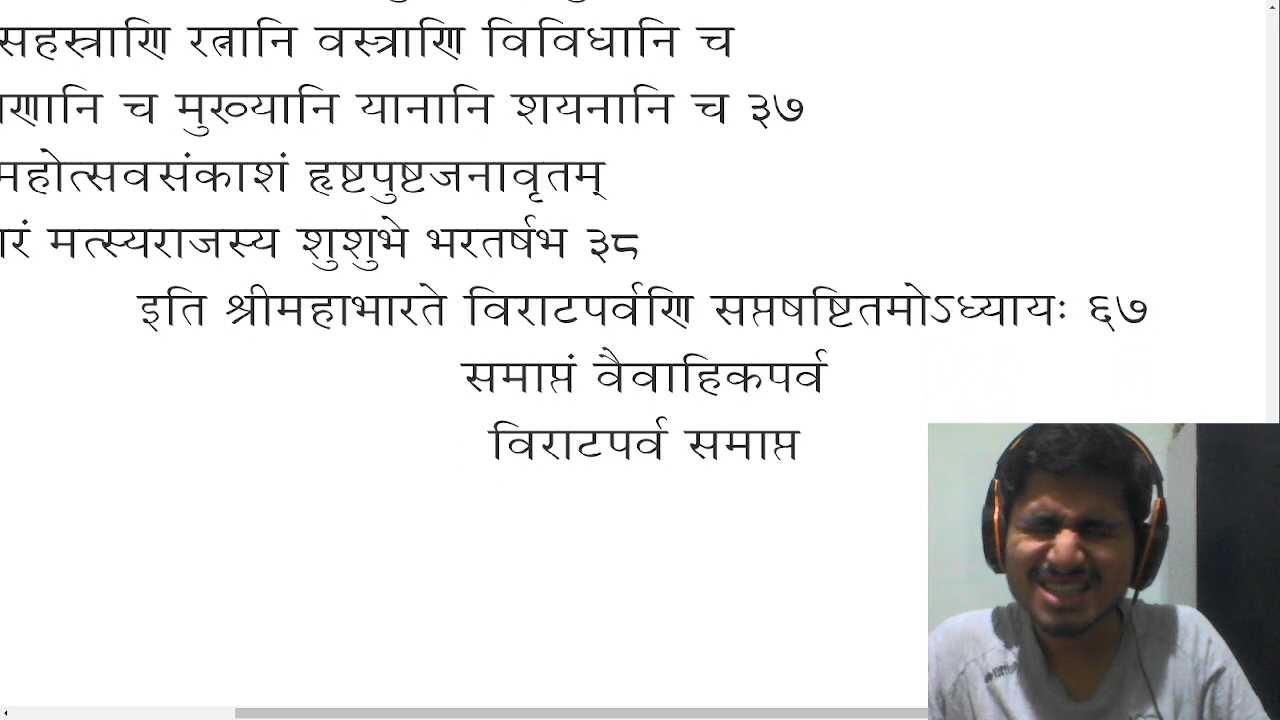 सहस्त्राणि रत्नानि वस्त्राणि विविधानि च
च मुख्यानि यानानि शयनानि च ३७
महोत्सवसंकाशं हृष्टपुष्टजनावृतम्
मत्स्यराजस्य शुशुभे भरतर्षभ ३८
इति श्रीमहाभारते विराटपर्वणि सप्तषष्टितमोऽध्यायः ६७
समाप्तं वैवाहिकपर्व
विराटपर्व समाप्त